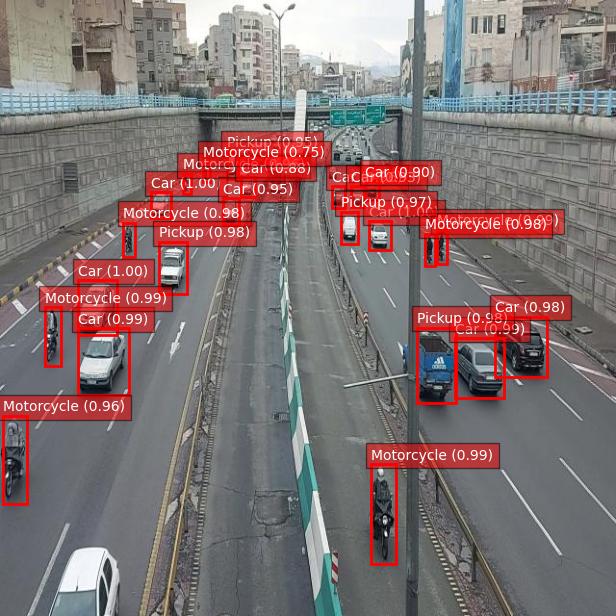 Pickup (0.95)
Motorcycle (0.75)
Car (0.88)
Car (0.90)
Car (1.00)
Car (0.95)
Pickup (0.97)
Motorcycle (0.98)
Motorcycle (0.98)
Pickup (0.98)
Car (1.00)
Motorcycle (0.99)
Car (0.98)
Car (0.99)
Pickup (0.98)
Car (0.99)
adidas
Motorcycle (0.96)
Motorcycle (0.99)